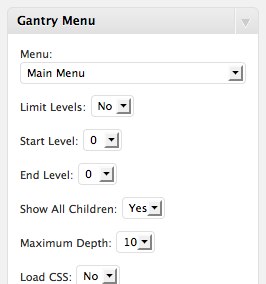 Gantry Menu
Menu:
Main Menu
Limit Levels: No
Start Level: 0
End Level: 0
Show All Children: Yes
Maximum Depth: 10
Load CSS: No